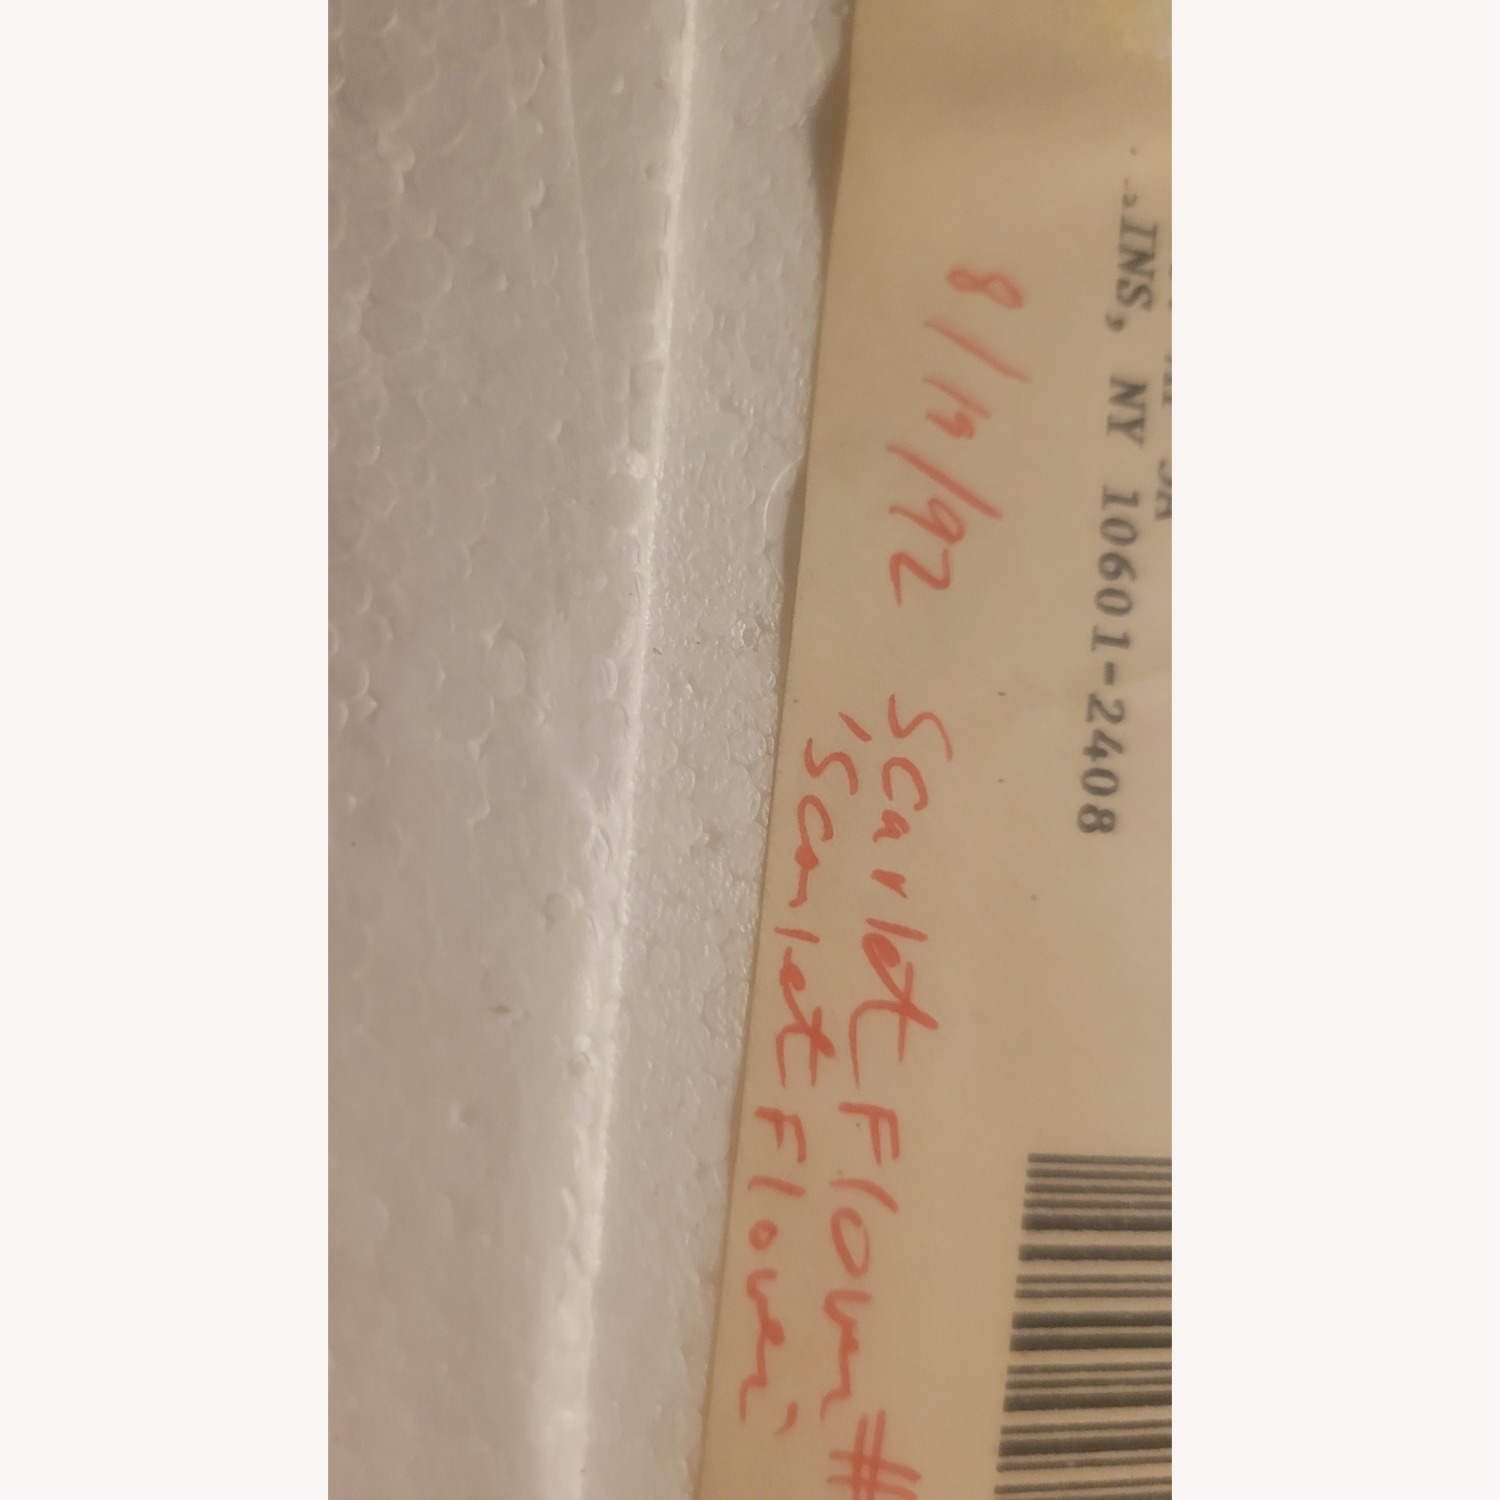 INS, NY 10601-2408
8/19/92 Scarlet Flower #
'Scarlet Flower'